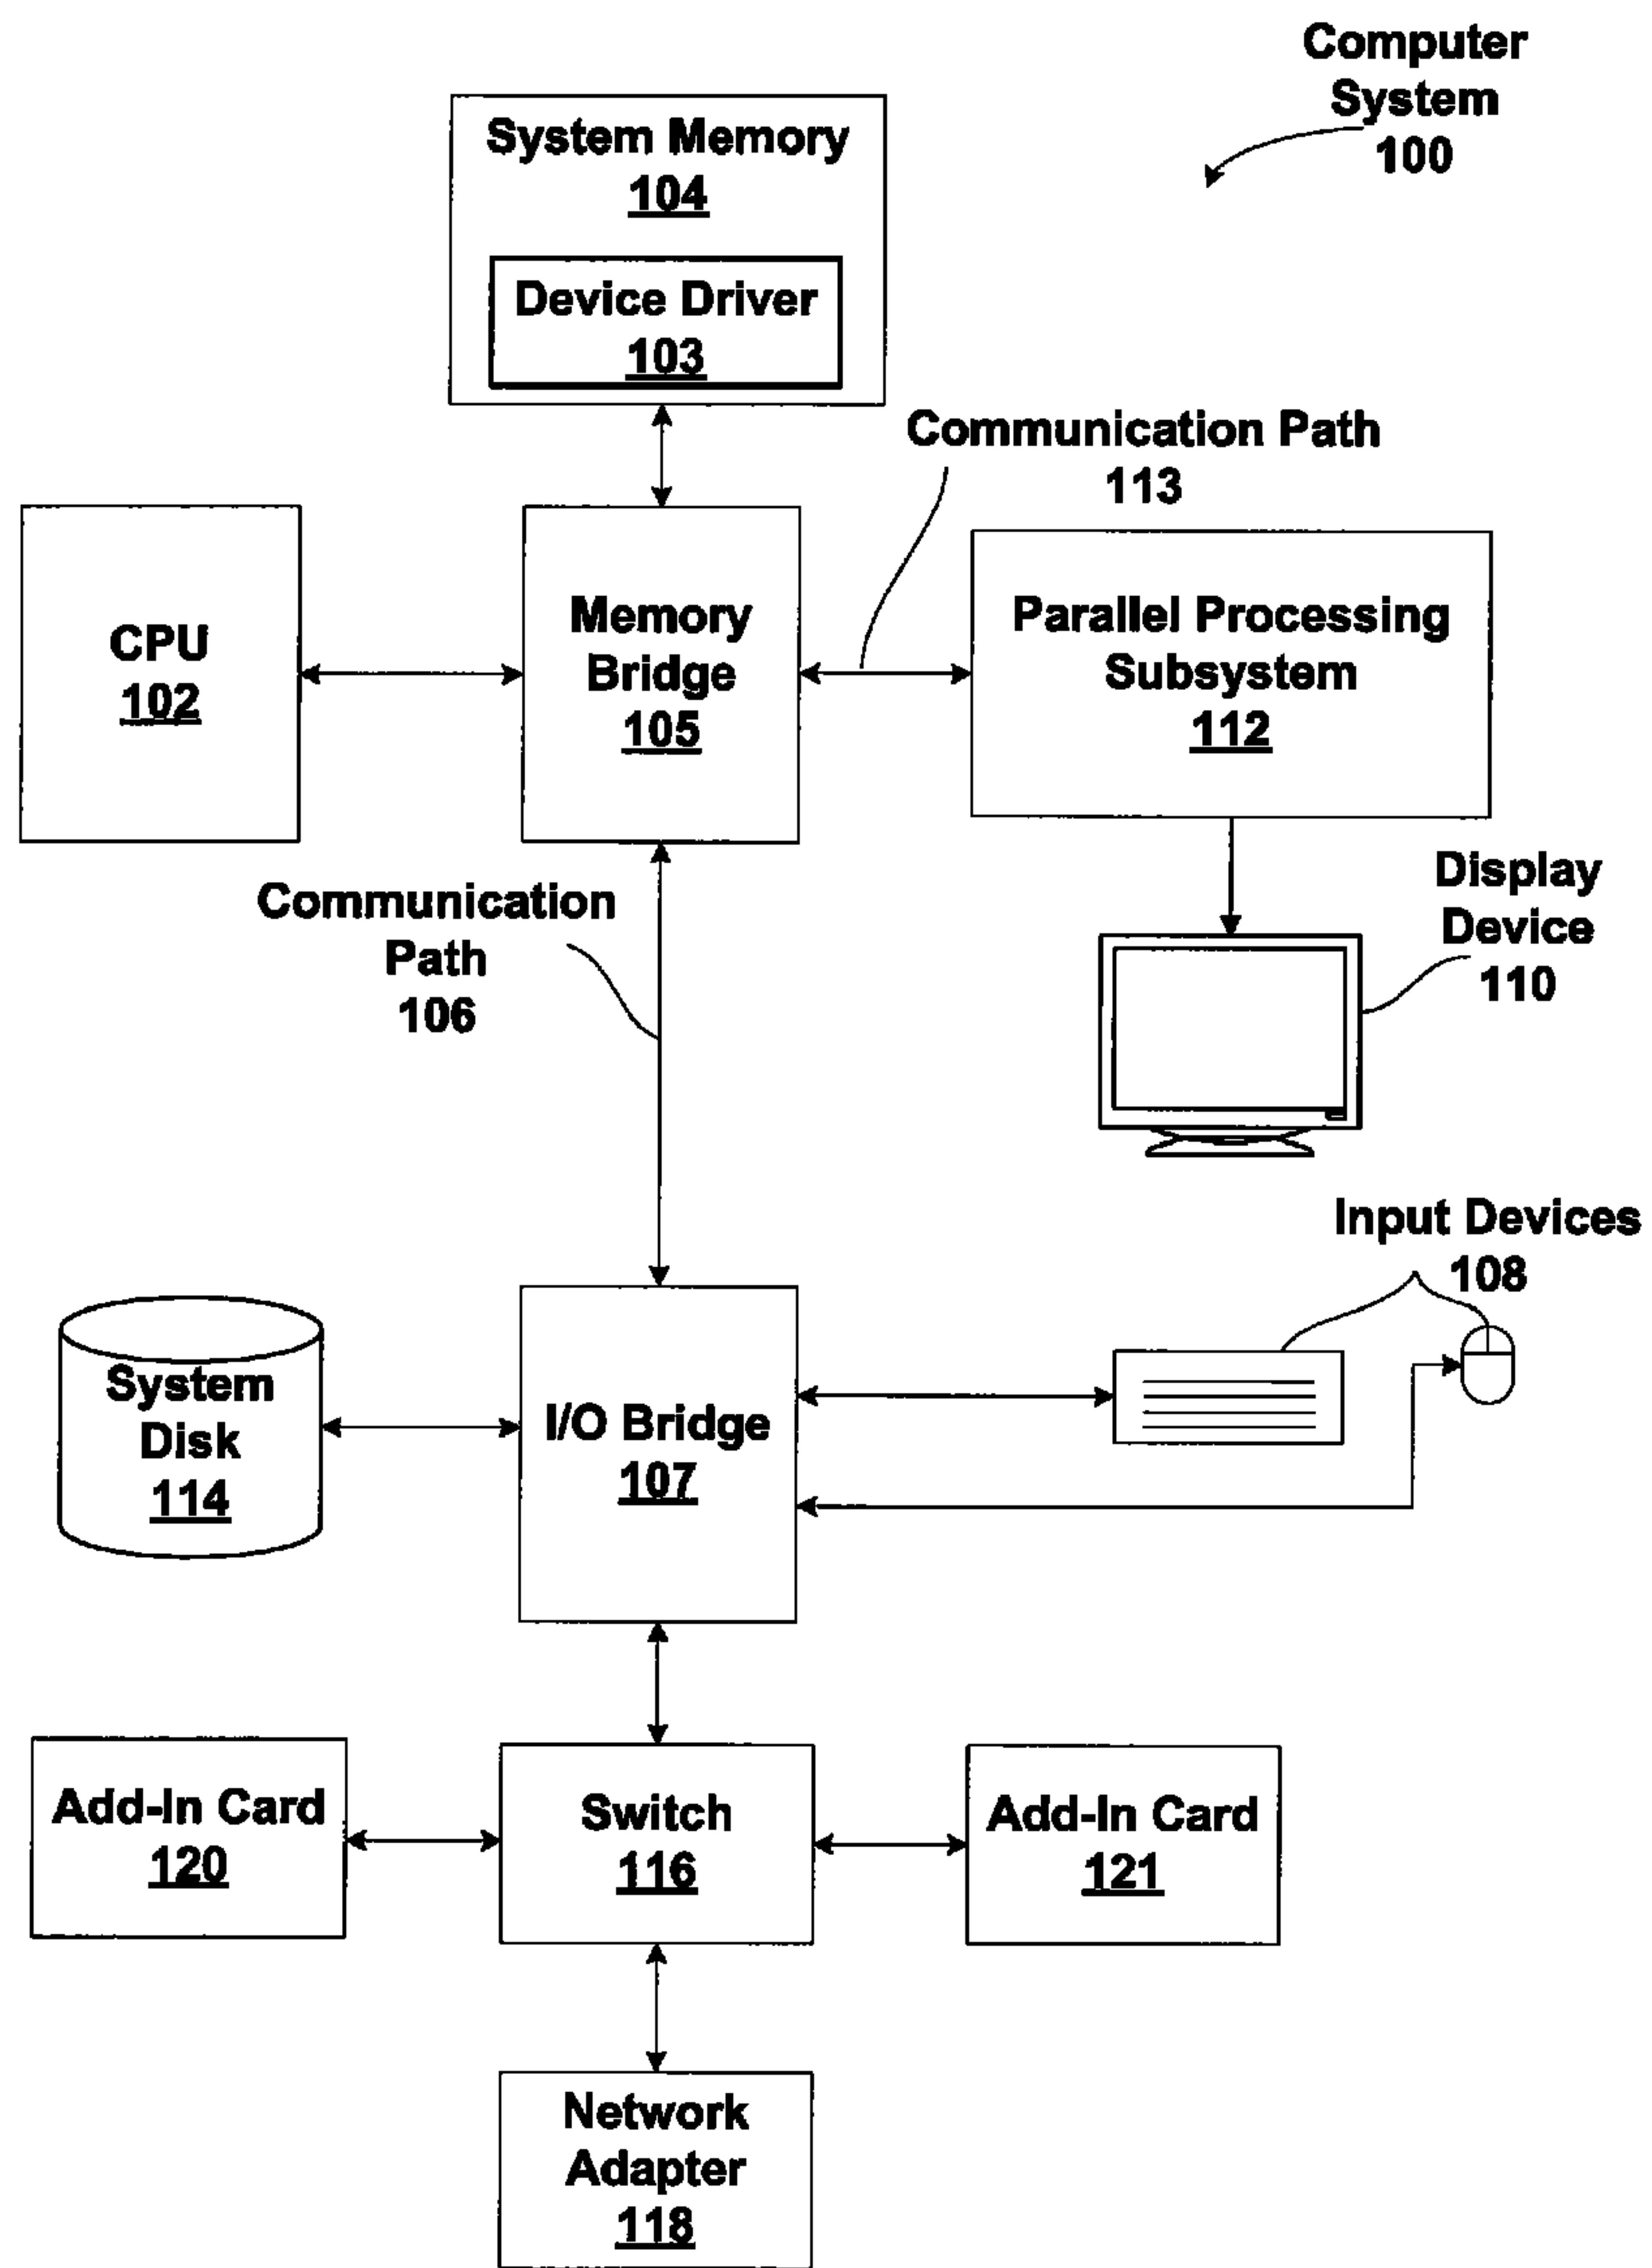 Computer
System
100
System Memory
104
Device Driver
103
Communication Path
113
CPU
102
Memory
Bridge
105
Parallel Processing
Subsystem
112
Communication
Path
106
Display
Device
110
Input Devices
108
System
Disk
114
I/O Bridge
107
Add-In Card
120
Switch
116
Add-In Card
121
Network
Adapter
118